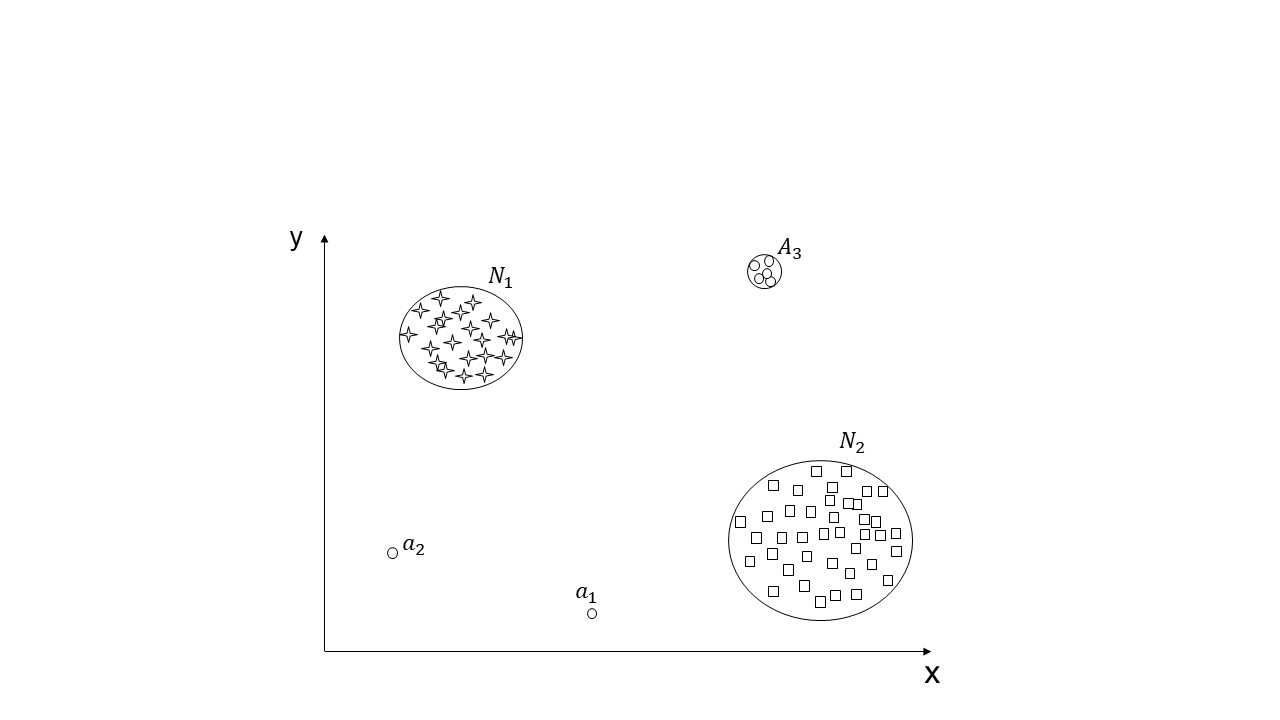 y
A₃
N₁
N₂
a₂
a₁
x